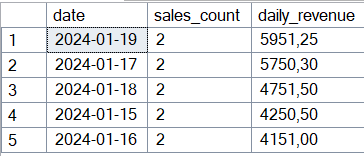 date sales_count daily_revenue
1 2024-01-19 2 5951,25
2 2024-01-17 2 5750,30
3 2024-01-18 2 4751,50
4 2024-01-15 2 4250,50
5 2024-01-16 2 4151,00